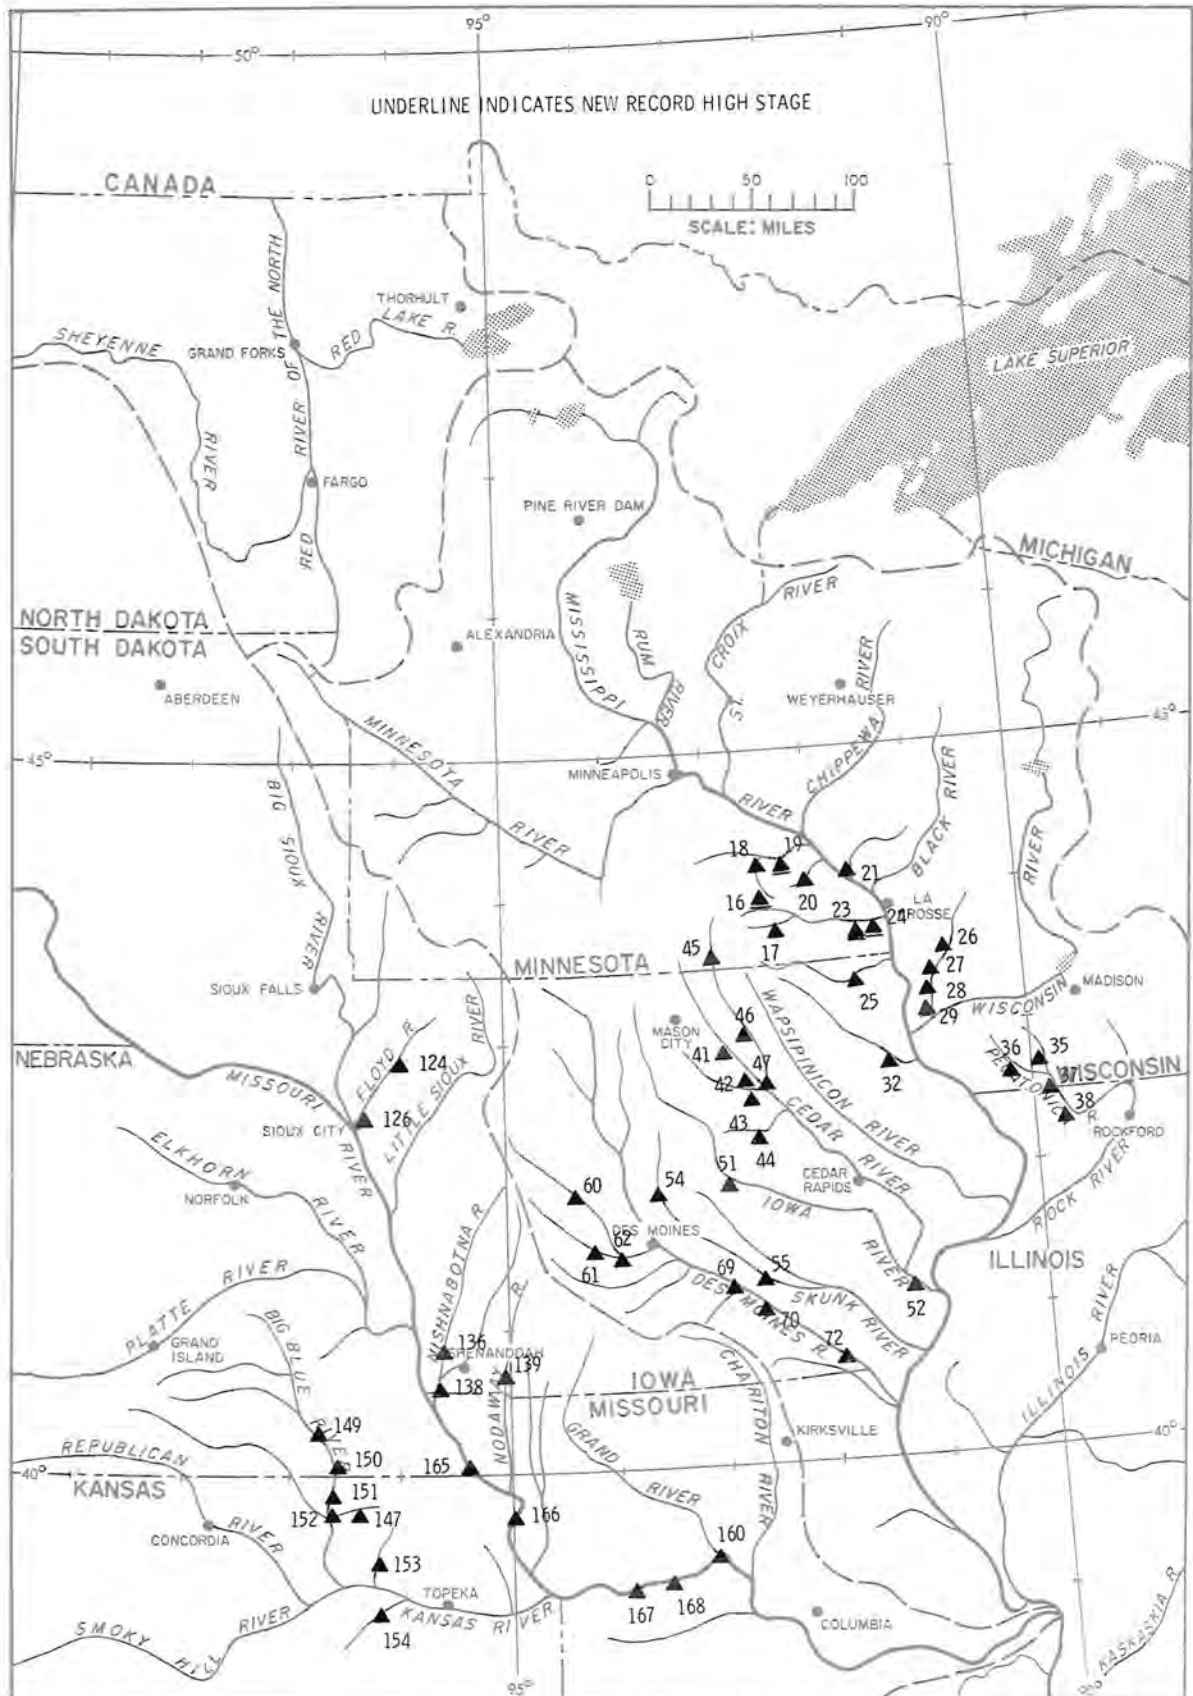 95°
90°
50°
UNDERLINE INDICATES NEW RECORD HIGH STAGE
CANADA
0 50 100
SCALE: MILES
THE NORTH
THORHULT
LAKE R.
RED
SHEYENNE
GRAND FORKS
LAKE SUPERIOR
OF
RIVER
RIVER
FARGO
PINE RIVER DAM
RED
MICHIGAN
RIVER
NORTH DAKOTA
SOUTH DAKOTA
MISSISSIPPI
RUM
RIVER
ST. CROIX
ALEXANDRIA
ABERDEEN
WEYERHAUSER
RIVER
CHIPPEWA
45°
45°
MINNESOTA
RIVER
MINNEAPOLIS
RIVER
BIG
SIOUX
RIVER
BLACK
RIVER
RIVER
18
19
21
20
16
LA CROSSE
23
24
17
26
45
MINNESOTA
27
28
25
29
SIOUX FALLS
WISCONSIN
MADISON
RIVER
WAPSIPINICON
RIVER
46
MASON CITY
41
47
32
36
35
NEBRASKA
FLOYD R.
124
MISSOURI
RIVER
LITTLE SIOUX
PECATONIC
R.
37
WISCONSIN
38
ROCKFORD
42
43
44
CEDAR
RIVER
SIOUX CITY
126
ELKHORN
RIVER
NORFOLK
51
CEDAR RAPIDS
IOWA
RIVER
60
54
ROCK RIVER
DES MOINES
62
61
55
69
DES MOINES R.
70
SKUNK
RIVER
52
ILLINOIS
NISHNABOTNA R.
R.
PLATTE
RIVER
GRAND ISLAND
BIG BLUE
136
SHENANDOAH
139
138
NODAWAY
72
CHARITON
RIVER
ILLINOIS
RIVER
PEORIA
IOWA
MISSOURI
149
KIRKSVILLE
REPUBLICAN
RIVER
150
40°
40°
KANSAS
165
GRAND
RIVER
151
152
147
166
CONCORDIA
160
153
TOPEKA
KANSAS RIVER
167
168
154
COLUMBIA
SMOKY HILL
RIVER
KASKASKIA R.
95°
90°